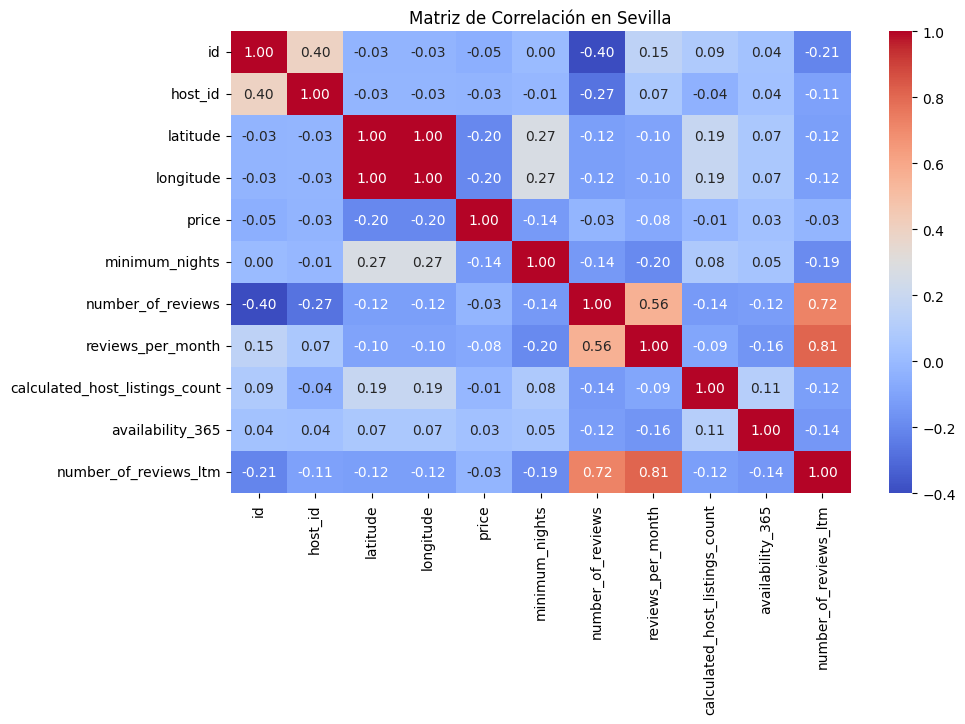 Matriz de Correlación en Sevilla
id 1.00 0.40 -0.03 -0.03 -0.05 0.00 -0.40 0.15 0.09 0.04 -0.21
host_id 0.40 1.00 -0.03 -0.03 -0.03 -0.01 -0.27 0.07 -0.04 0.04 -0.11
latitude -0.03 -0.03 1.00 1.00 -0.20 0.27 -0.12 -0.10 0.19 0.07 -0.12
longitude -0.03 -0.03 1.00 1.00 -0.20 0.27 -0.12 -0.10 0.19 0.07 -0.12
price -0.05 -0.03 -0.20 -0.20 1.00 -0.14 -0.03 -0.08 -0.01 0.03 -0.03
minimum_nights 0.00 -0.01 0.27 0.27 -0.14 1.00 -0.14 -0.20 0.08 0.05 -0.19
number_of_reviews -0.40 -0.27 -0.12 -0.12 -0.03 -0.14 1.00 0.56 -0.14 -0.12 0.72
reviews_per_month 0.15 0.07 -0.10 -0.10 -0.08 -0.20 0.56 1.00 -0.09 -0.16 0.81
calculated_host_listings_count 0.09 -0.04 0.19 0.19 -0.01 0.08 -0.14 -0.09 1.00 0.11 -0.12
availability_365 0.04 0.04 0.07 0.07 0.03 0.05 -0.12 -0.16 0.11 1.00 -0.14
number_of_reviews_ltm -0.21 -0.11 -0.12 -0.12 -0.03 -0.19 0.72 0.81 -0.12 -0.14 1.00
id
host_id
latitude
longitude
price
minimum_nights
number_of_reviews
reviews_per_month
calculated_host_listings_count
availability_365
number_of_reviews_ltm
1.0
0.8
0.6
0.4
0.2
0.0
−0.2
−0.4